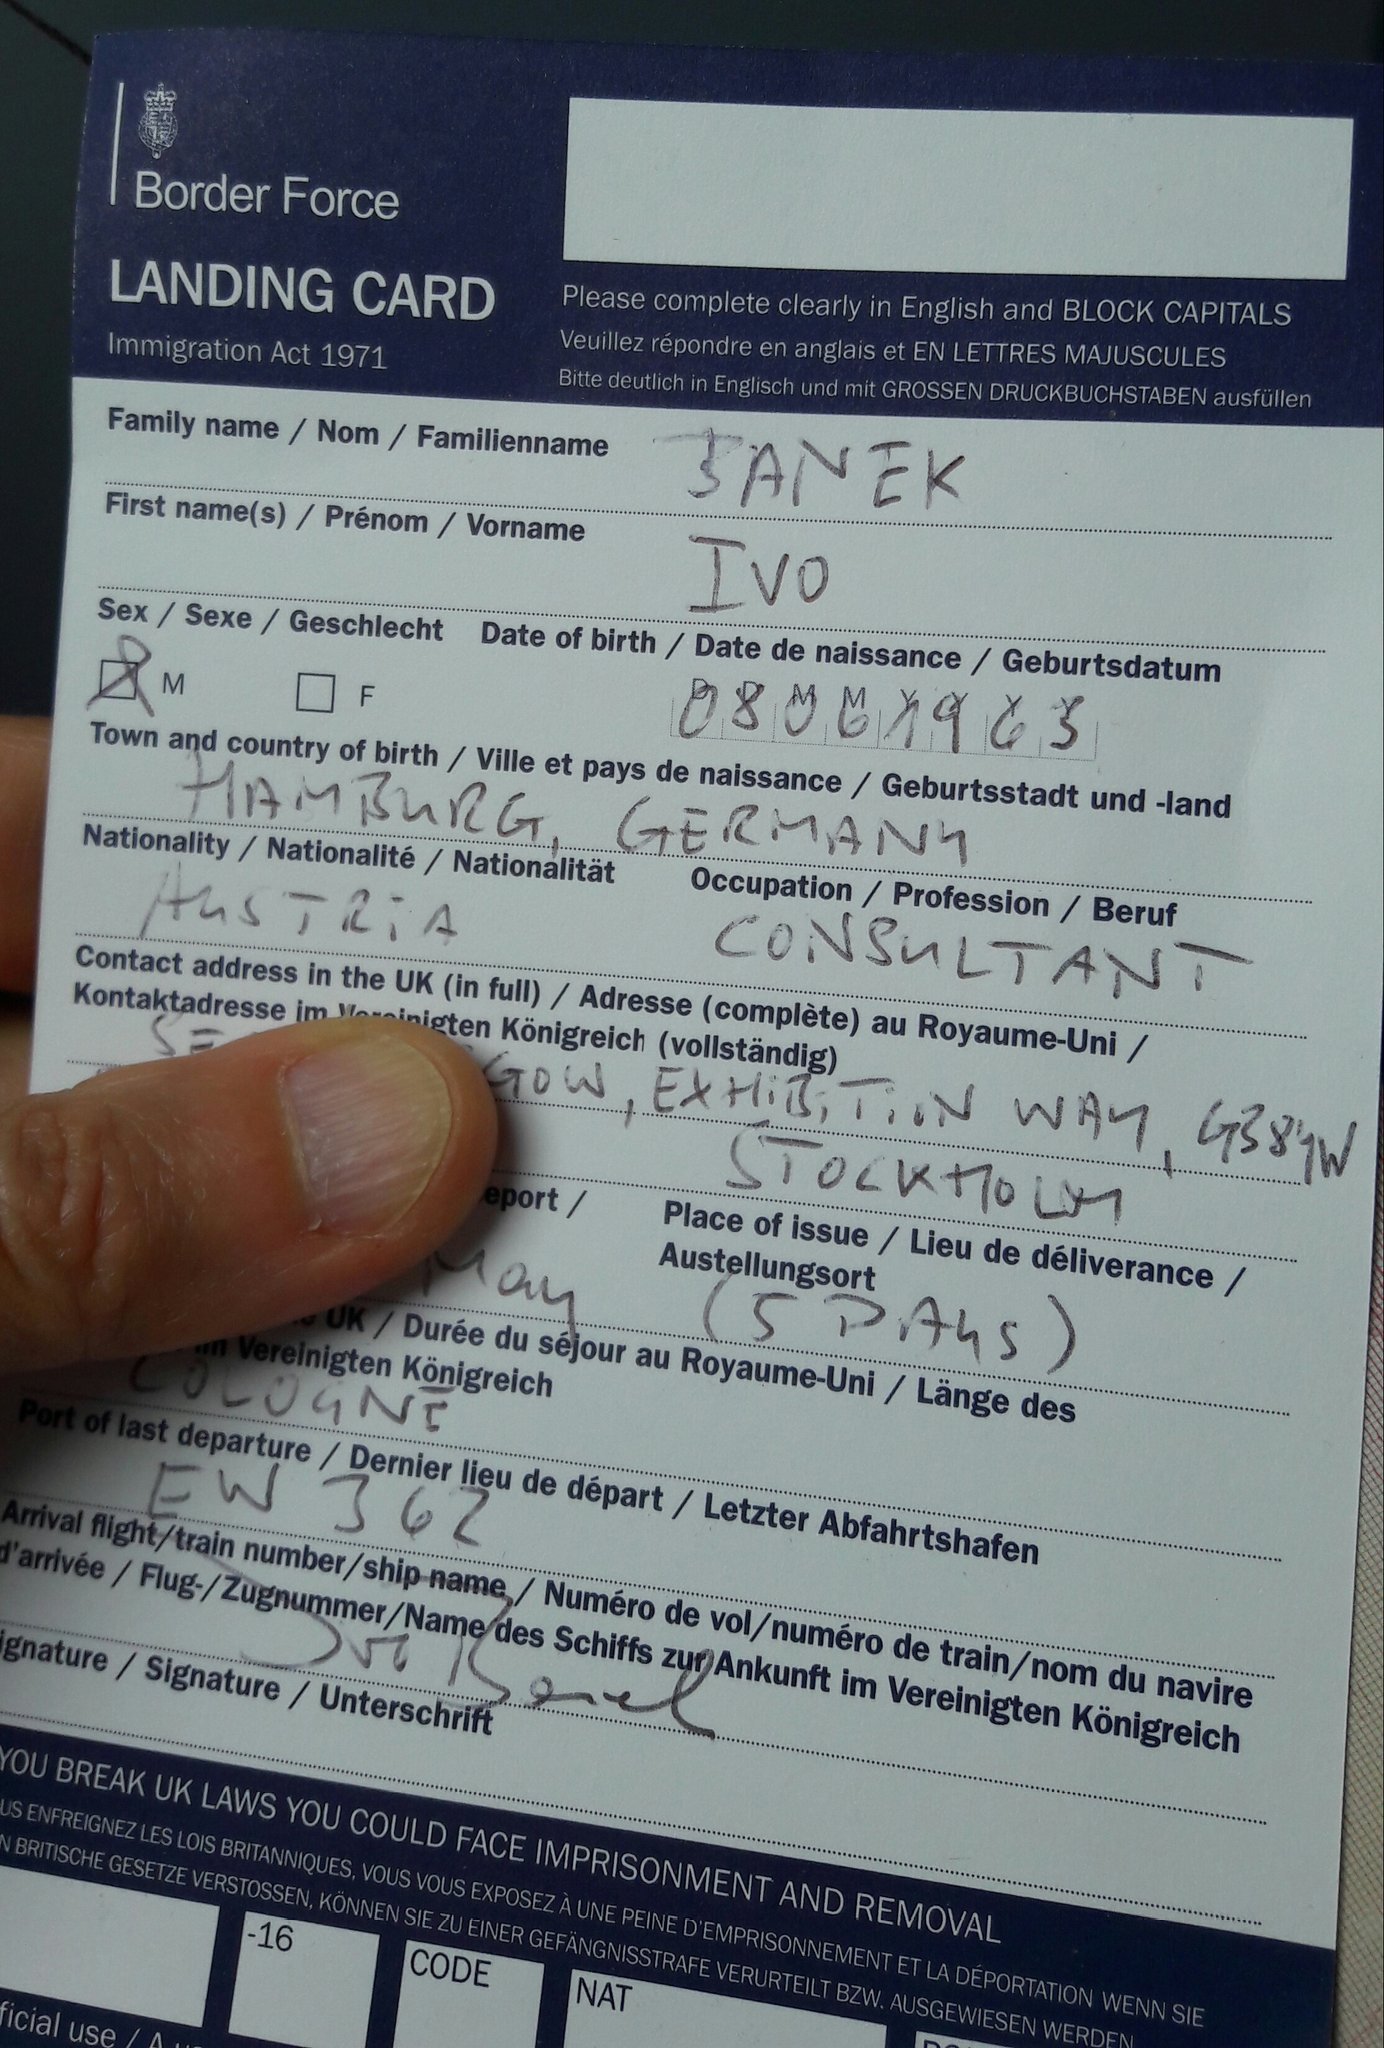 Border Force
LANDING CARD
Immigration Act 1971
Please complete clearly in English and BLOCK CAPITALS
Veuillez répondre en anglais et EN LETTRES MAJUSCULES
Bitte deutlich in Englisch und mit GROSSEN DRUCKBUCHSTABEN ausfüllen
Family name / Nom / Familienname JANEK
First name(s) / Prénom / Vorname IVO
Sex / Sexe / Geschlecht Date of birth / Date de naissance / Geburtsdatum
M F 08061963
Town and country of birth / Ville et pays de naissance / Geburtsstadt und -land
HAMBURG, GERMANY
Nationality / Nationalité / Nationalität Occupation / Profession / Beruf
AUSTRIA CONSULTANT
Contact address in the UK (in full) / Adresse (complète) au Royaume-Uni /
Kontaktadresse im Vereinigten Königreich (vollständig)
GOW, EXHIBITION WAY, G38YW
STOCKHOLM
eport / Place of issue / Lieu de délivrance /
Austellungsort
May (5 DAYS)
UK / Durée du séjour au Royaume-Uni / Länge des
im Vereinigten Königreich
COLOGNE
Port of last departure / Dernier lieu de départ / Letzter Abfahrtshafen
EW 362
Arrival flight/train number/ship name / Numéro de vol/numéro de train/nom du navire
d'arrivée / Flug-/Zugnummer/Name des Schiffs zur Ankunft im Vereinigten Königreich
ignature / Signature / Unterschrift
YOU BREAK UK LAWS YOU COULD FACE IMPRISONMENT AND REMOVAL
US ENFREIGNEZ LES LOIS BRITANNIQUES, VOUS VOUS EXPOSEZ À UNE PEINE D'EMPRISONNEMENT ET LA DÉPORTATION WENN SIE
N BRITISCHE GESETZE VERSTOSSEN, KÖNNEN SIE ZU EINER GEFÄNGNISSTRAFE VERURTEILT BZW. AUSGEWIESEN WERDEN
-16 CODE NAT
ficial use /